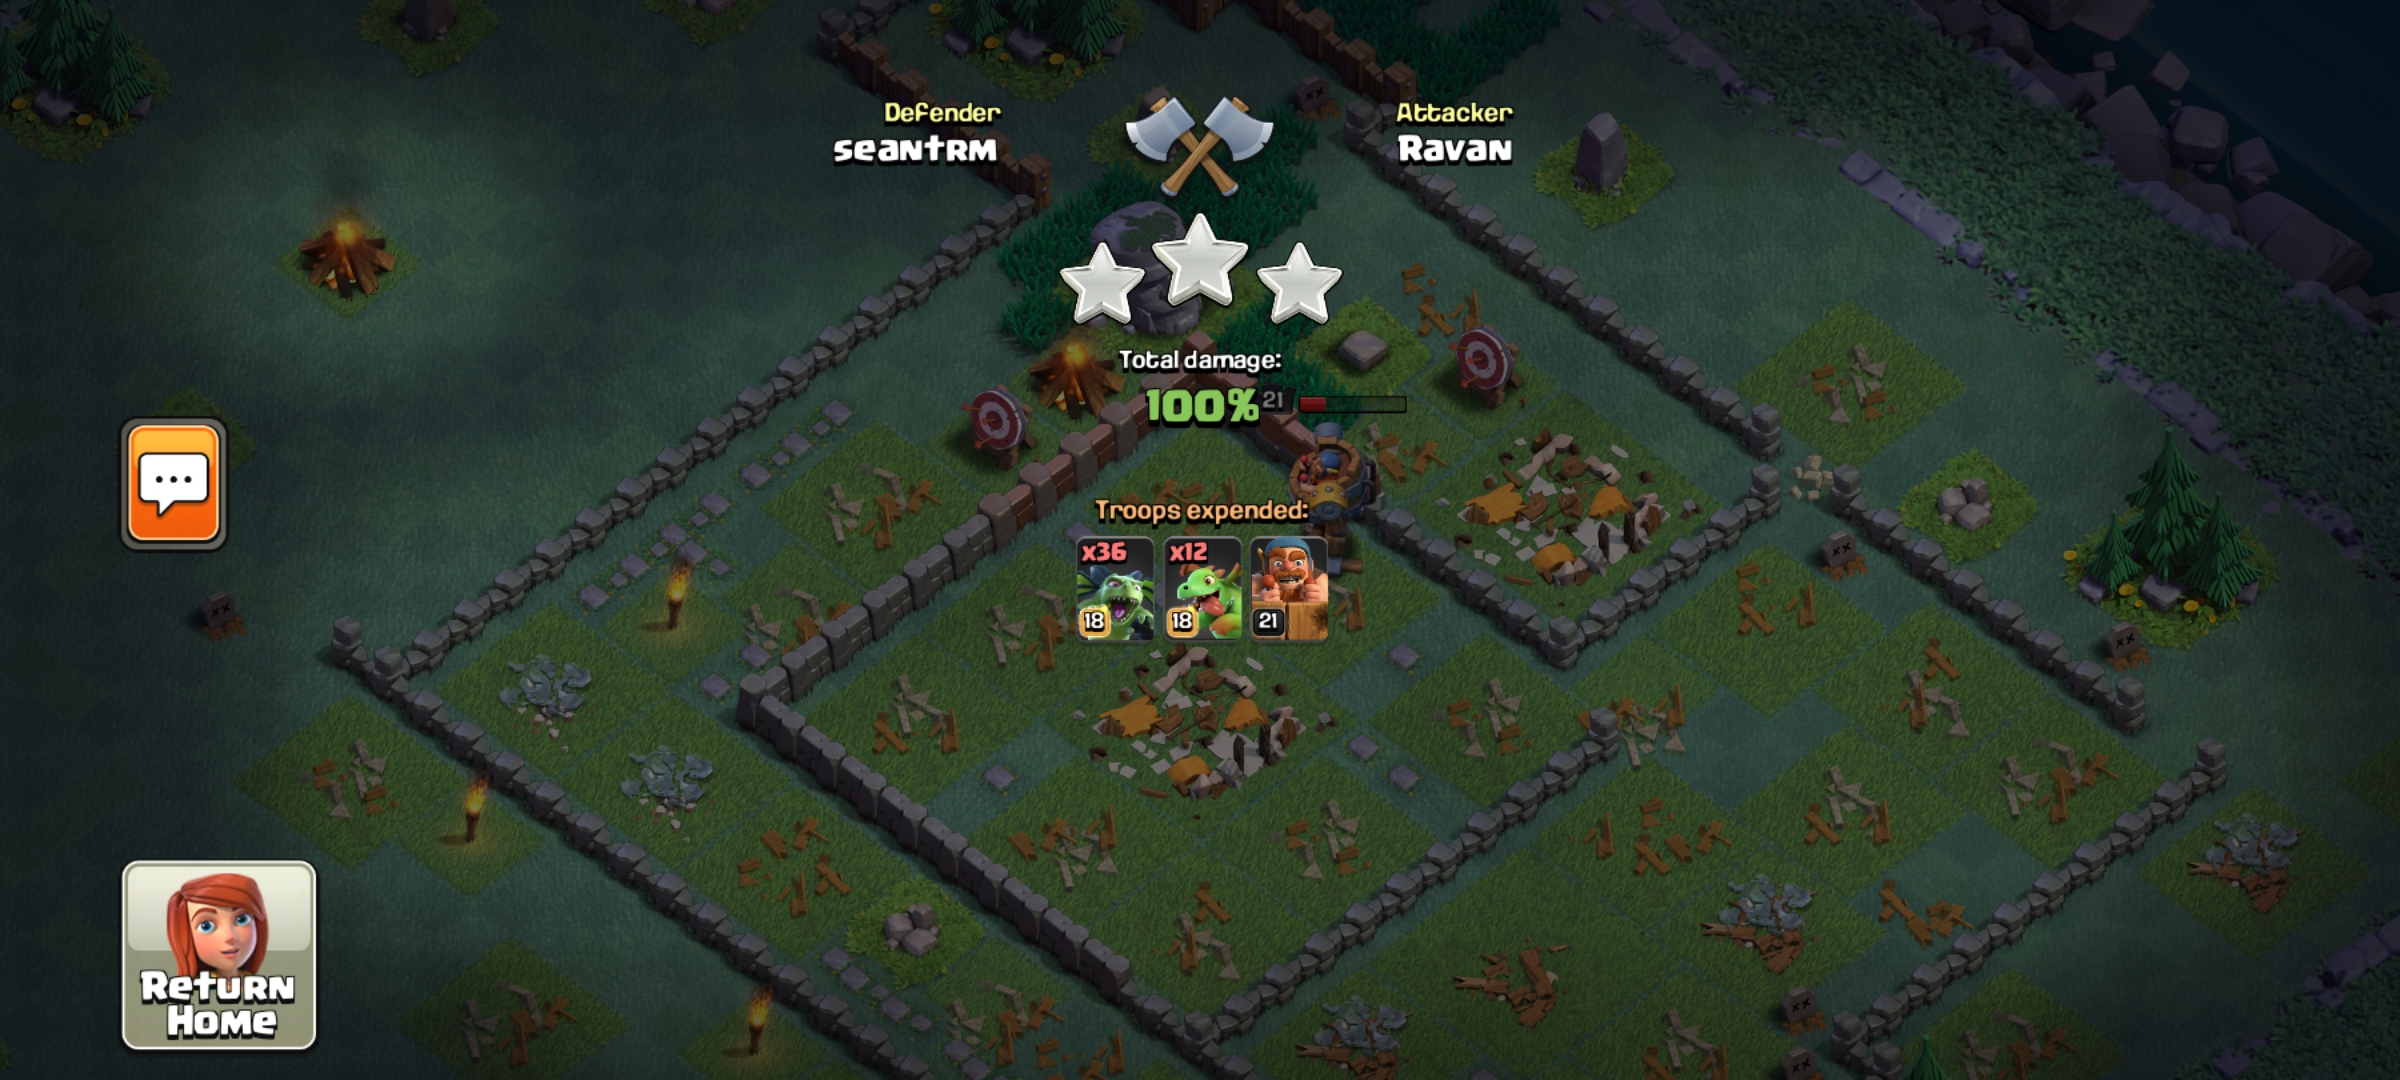 Defender
seantRM
Attacker
Ravan
Total damage:
100%
21
Troops expended:
x36
x12
18
18
21
Return
Home